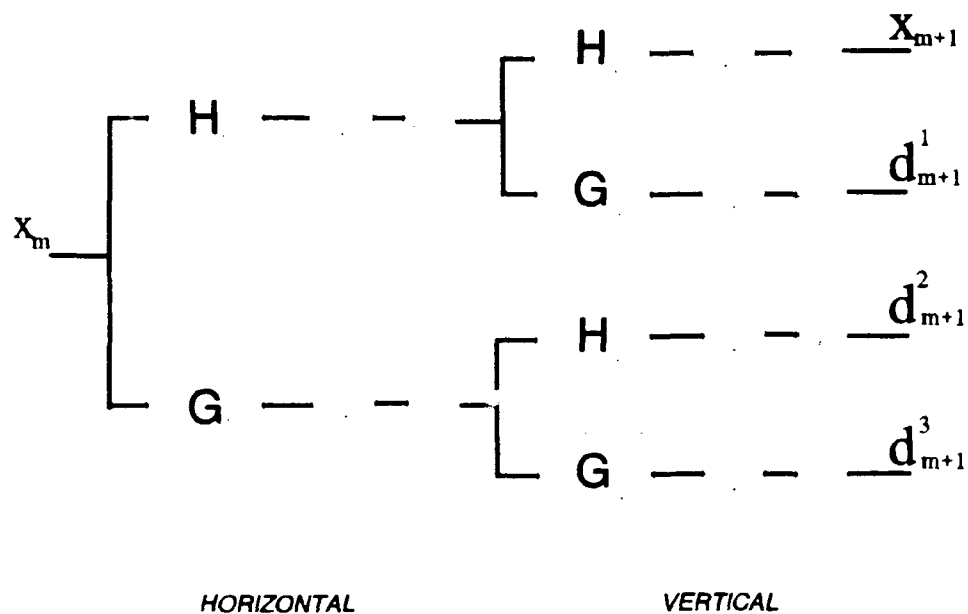 H X_{m+1}
H
G d^1_{m+1}
X_m
H d^2_{m+1}
G
G d^3_{m+1}
HORIZONTAL VERTICAL